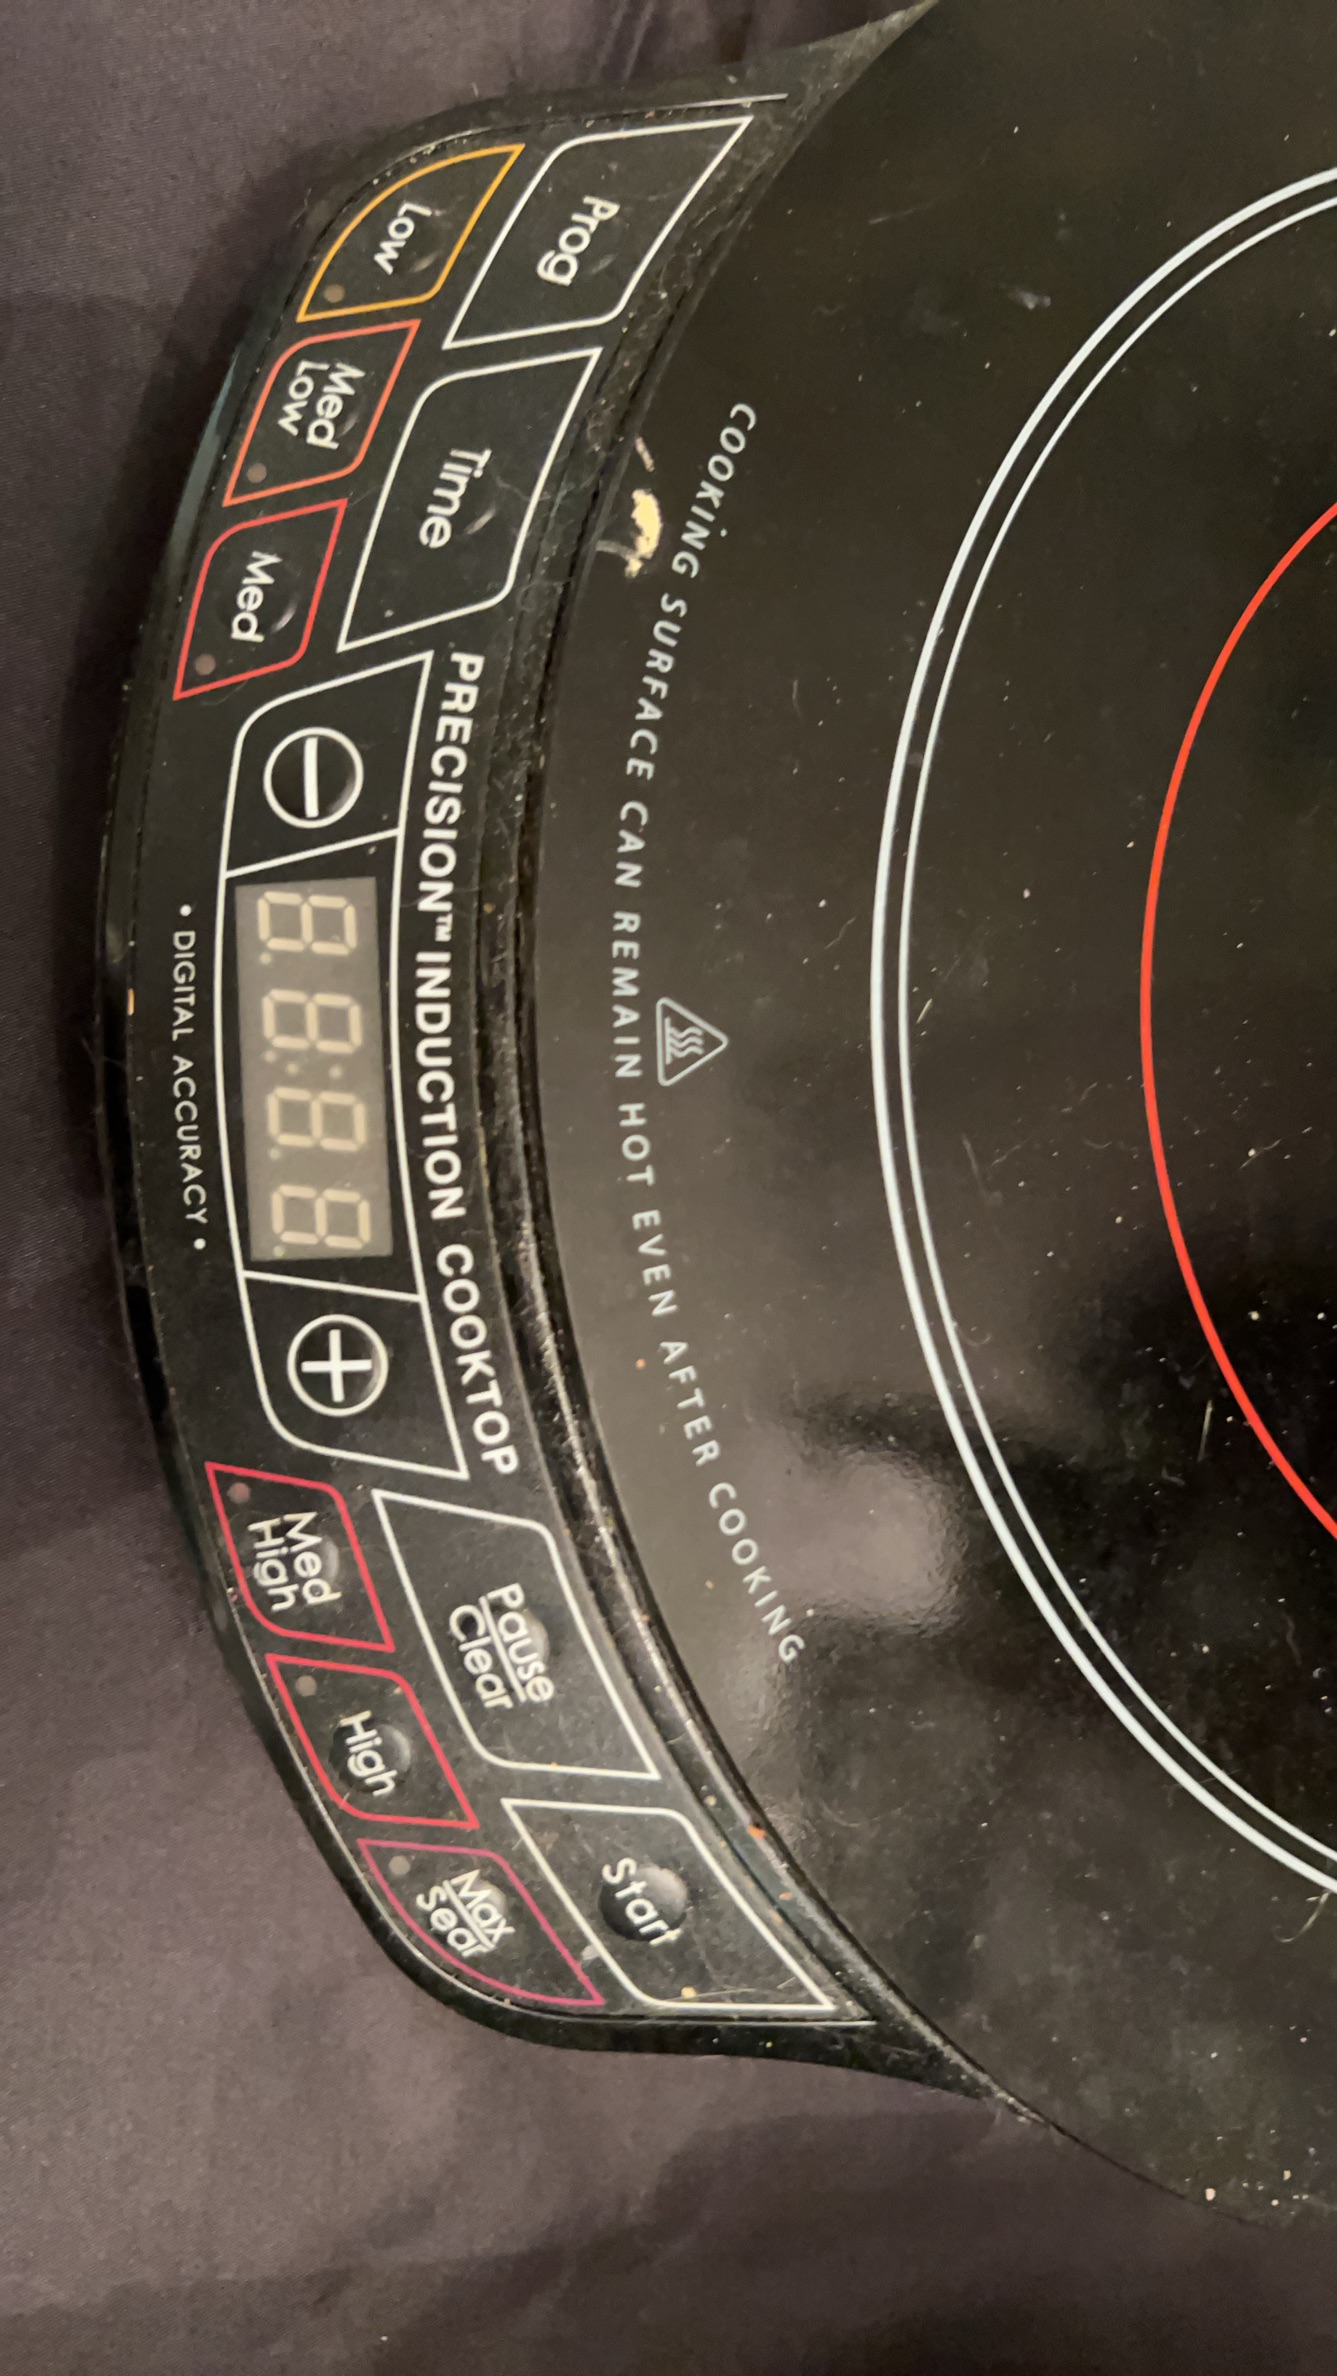 COOKING SURFACE CAN REMAIN HOT EVEN AFTER COOKING
PRECISION™ INDUCTION COOKTOP
Prog
Time
Pause
Clear
Start
Low
Med
Low
Med
8.8.:8.8.
Med
High
High
Max
Sear
• DIGITAL ACCURACY •